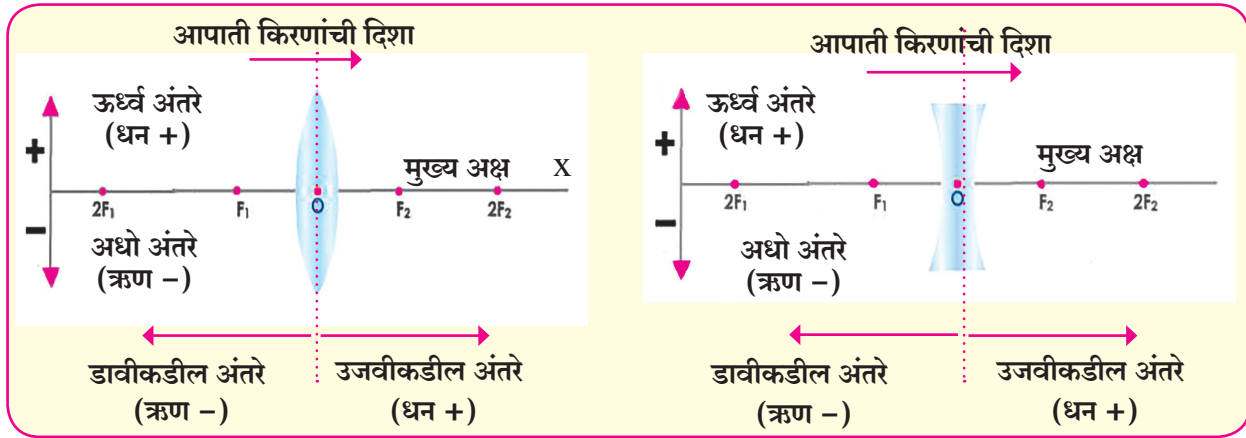 आपाती किरणांची दिशा
ऊर्ध्व अंतरे
(धन +)
+
मुख्य अक्ष X
2F₁ F₁ O F₂ 2F₂
−
अधो अंतरे
(ऋण −)
डावीकडील अंतरे
(ऋण −)
उजवीकडील अंतरे
(धन +)
आपाती किरणांची दिशा
ऊर्ध्व अंतरे
(धन +)
+
मुख्य अक्ष
2F₁ F₁ O F₂ 2F₂
−
अधो अंतरे
(ऋण −)
डावीकडील अंतरे
(ऋण −)
उजवीकडील अंतरे
(धन +)